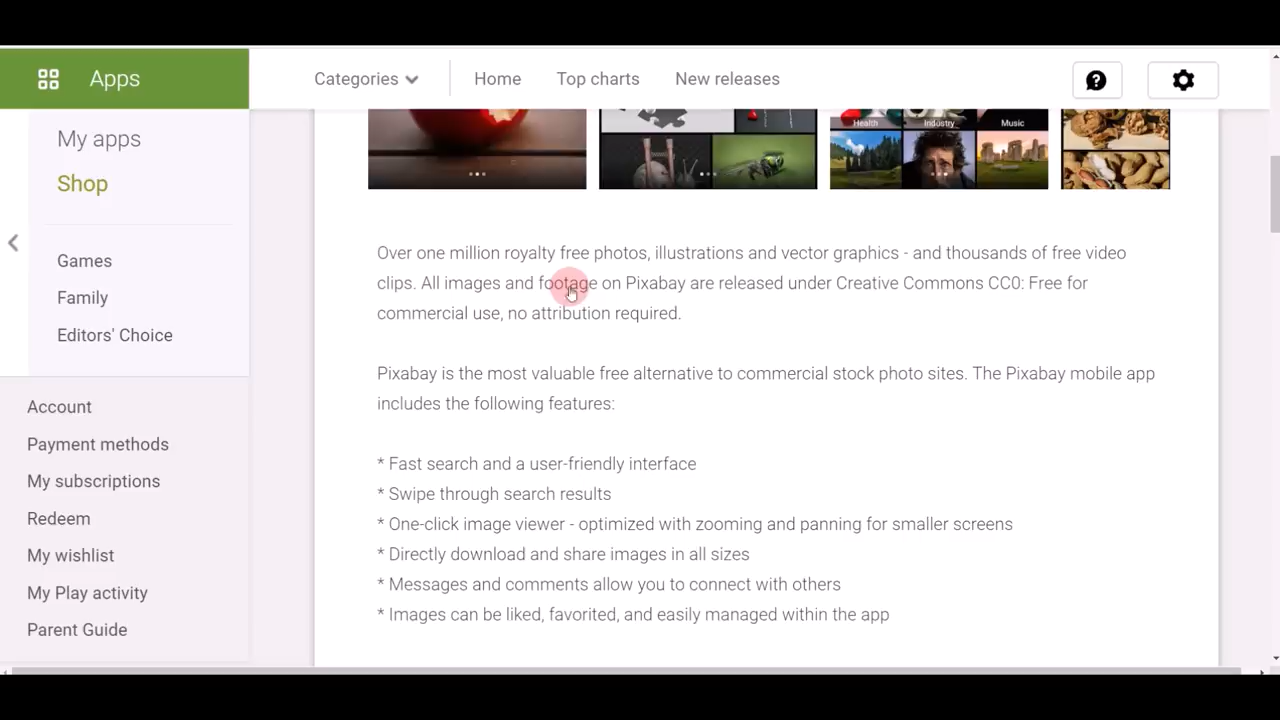 Apps
Categories
Home
Top charts
New releases
My apps
Shop
Games
Family
Editors' Choice
Account
Payment methods
My subscriptions
Redeem
My wishlist
My Play activity
Parent Guide
Health
Industry
Music
Over one million royalty free photos, illustrations and vector graphics - and thousands of free video
clips. All images and footage on Pixabay are released under Creative Commons CC0: Free for
commercial use, no attribution required.
Pixabay is the most valuable free alternative to commercial stock photo sites. The Pixabay mobile app
includes the following features:
* Fast search and a user-friendly interface
* Swipe through search results
* One-click image viewer - optimized with zooming and panning for smaller screens
* Directly download and share images in all sizes
* Messages and comments allow you to connect with others
* Images can be liked, favorited, and easily managed within the app